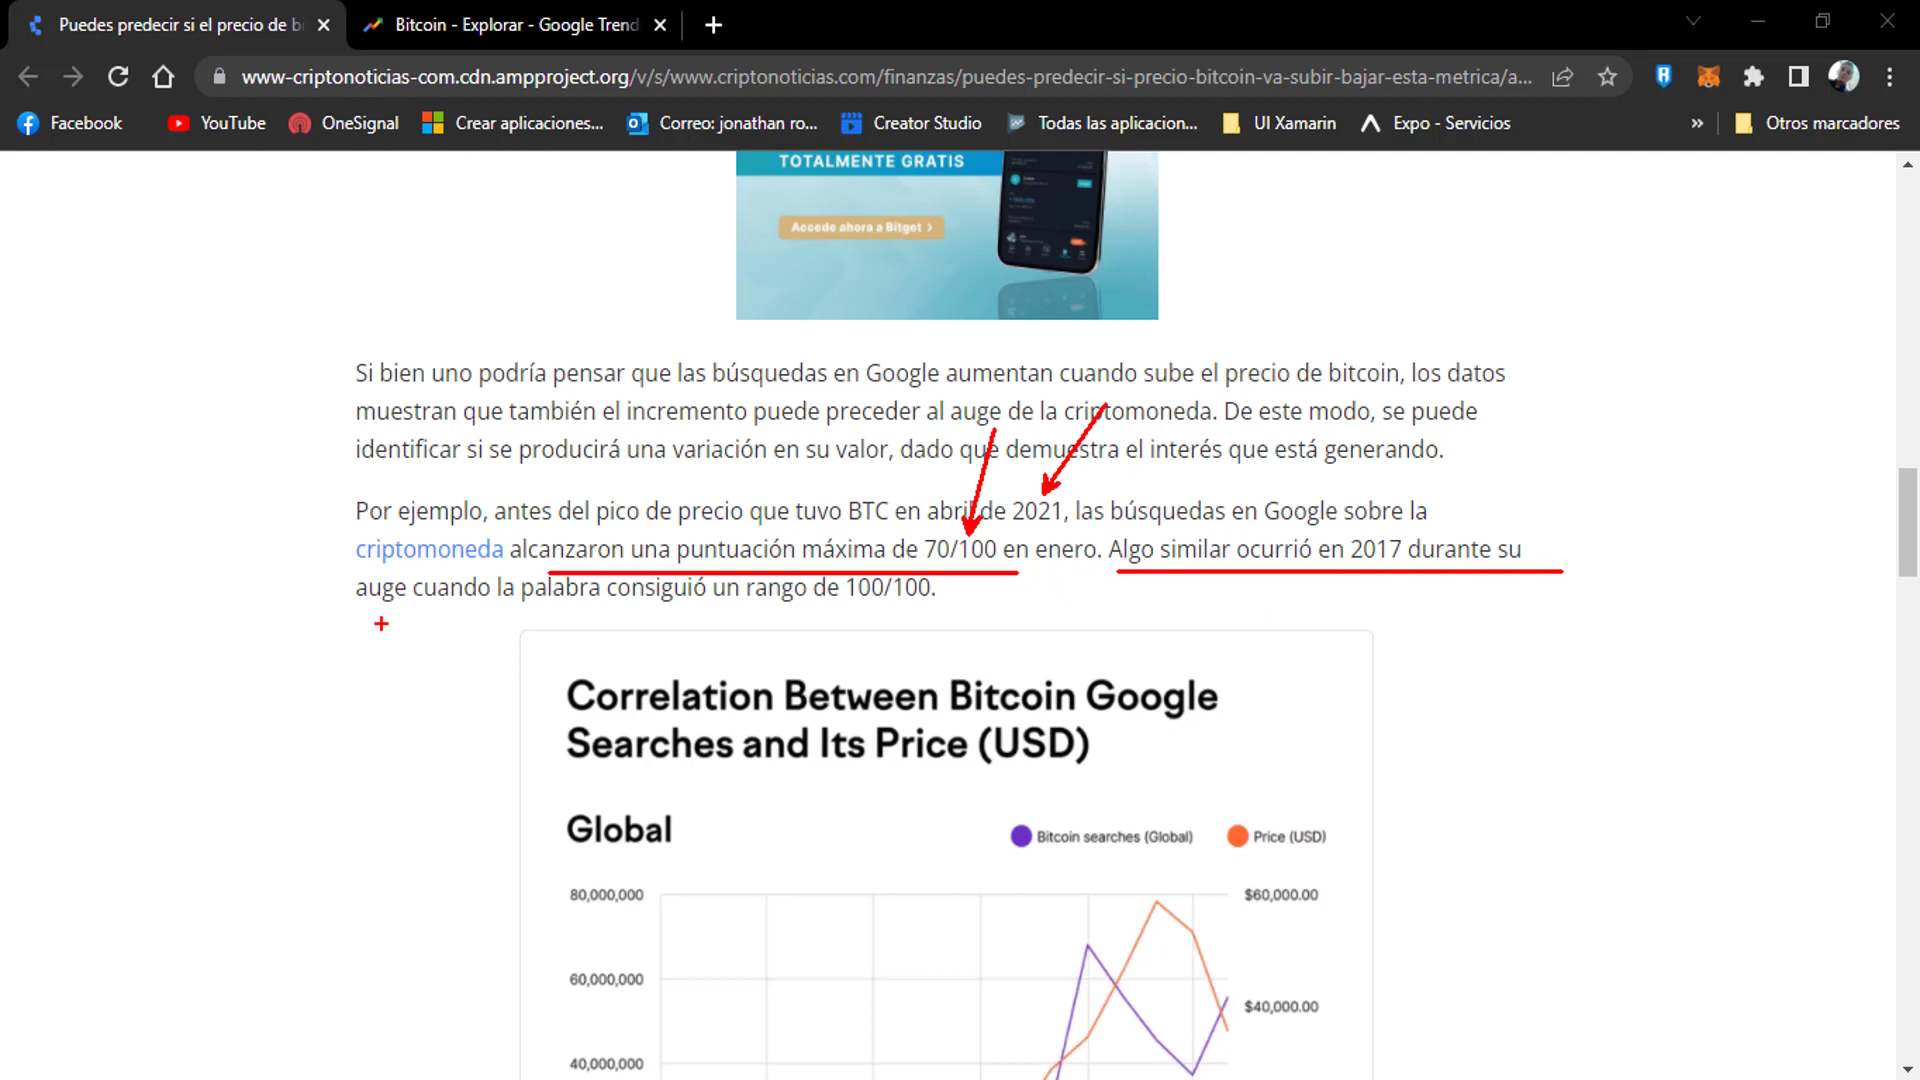 Puedes predecir si el precio de bi
Bitcoin - Explorar - Google Trend
www-criptonoticias-com.cdn.ampproject.org/v/s/www.criptonoticias.com/finanzas/puedes-predecir-si-precio-bitcoin-va-subir-bajar-esta-metrica/a...
Facebook YouTube OneSignal Crear aplicaciones... Correo: jonathan ro... Creator Studio Todas las aplicacion... UI Xamarin Expo - Servicios » Otros marcadores
TOTALMENTE GRATIS
Accede ahora a Bitget >
Si bien uno podría pensar que las búsquedas en Google aumentan cuando sube el precio de bitcoin, los datos
muestran que también el incremento puede preceder al auge de la criptomoneda. De este modo, se puede
identificar si se producirá una variación en su valor, dado que demuestra el interés que está generando.
Por ejemplo, antes del pico de precio que tuvo BTC en abril de 2021, las búsquedas en Google sobre la
criptomoneda alcanzaron una puntuación máxima de 70/100 en enero. Algo similar ocurrió en 2017 durante su
auge cuando la palabra consiguió un rango de 100/100.
Correlation Between Bitcoin Google
Searches and Its Price (USD)
Global
Bitcoin searches (Global) Price (USD)
80,000,000 $60,000.00
60,000,000
$40,000.00
40,000,000